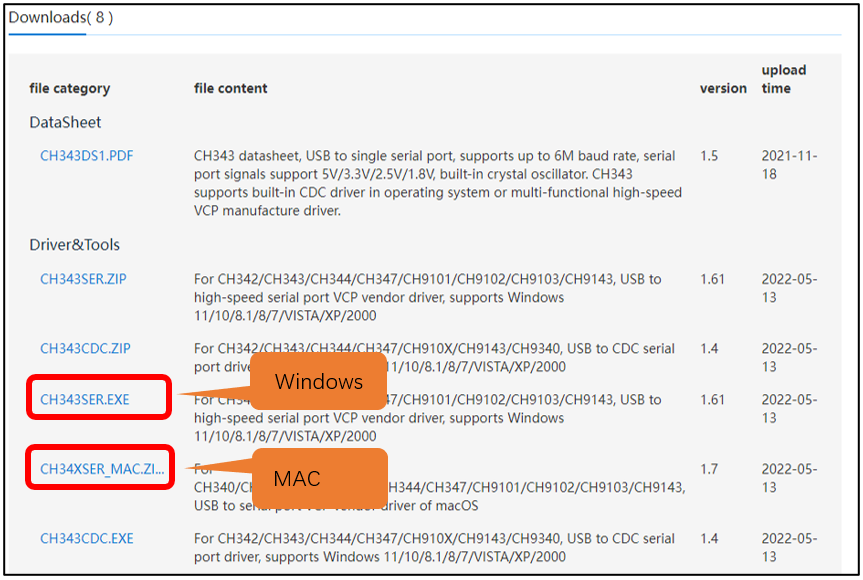 Downloads( 8 )
file category file content version upload time
DataSheet
CH343DS1.PDF CH343 datasheet, USB to single serial port, supports up to 6M baud rate, serial 1.5 2021-11-
port signals support 5V/3.3V/2.5V/1.8V, built-in crystal oscillator. CH343 18
supports built-in CDC driver in operating system or multi-functional high-speed
VCP manufacture driver.
Driver&Tools
CH343SER.ZIP For CH342/CH343/CH344/CH347/CH9101/CH9102/CH9103/CH9143, USB to 1.61 2022-05-
high-speed serial port VCP vendor driver, supports Windows 13
11/10/8.1/8/7/VISTA/XP/2000
CH343CDC.ZIP For CH342/CH343/CH344/CH347/CH910X/CH9143/CH9340, USB to CDC serial 1.4 2022-05-
port 11/10/8.1/8/7/VISTA/XP/2000 13
Windows
CH343SER.EXE For 9101/CH9102/CH9103/CH9143, USB to 1.61 2022-05-
high-speed serial port VCP vendor driver, supports Windows 13
11/10/8.1/8/7/VISTA/XP/2000
CH34XSER_MAC.ZI... For 1.7 2022-05-
MAC
CH340/ H344/CH347/CH9101/CH9102/CH9103/CH9143, 13
USB to serial port VCP vendor driver of macOS
CH343CDC.EXE For CH342/CH343/CH344/CH347/CH910X/CH9143/CH9340, USB to CDC serial 1.4 2022-05-
port driver, supports Windows 11/10/8.1/8/7/VISTA/XP/2000 13